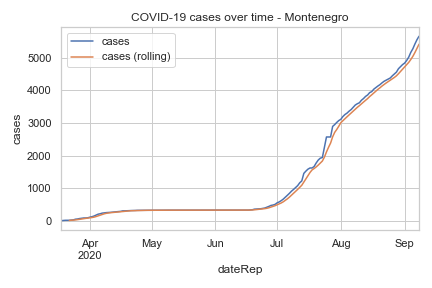 COVID-19 cases over time - Montenegro
cases
cases (rolling)
cases
5000
4000
3000
2000
1000
0
Apr
2020
May
Jun
Jul
Aug
Sep
dateRep